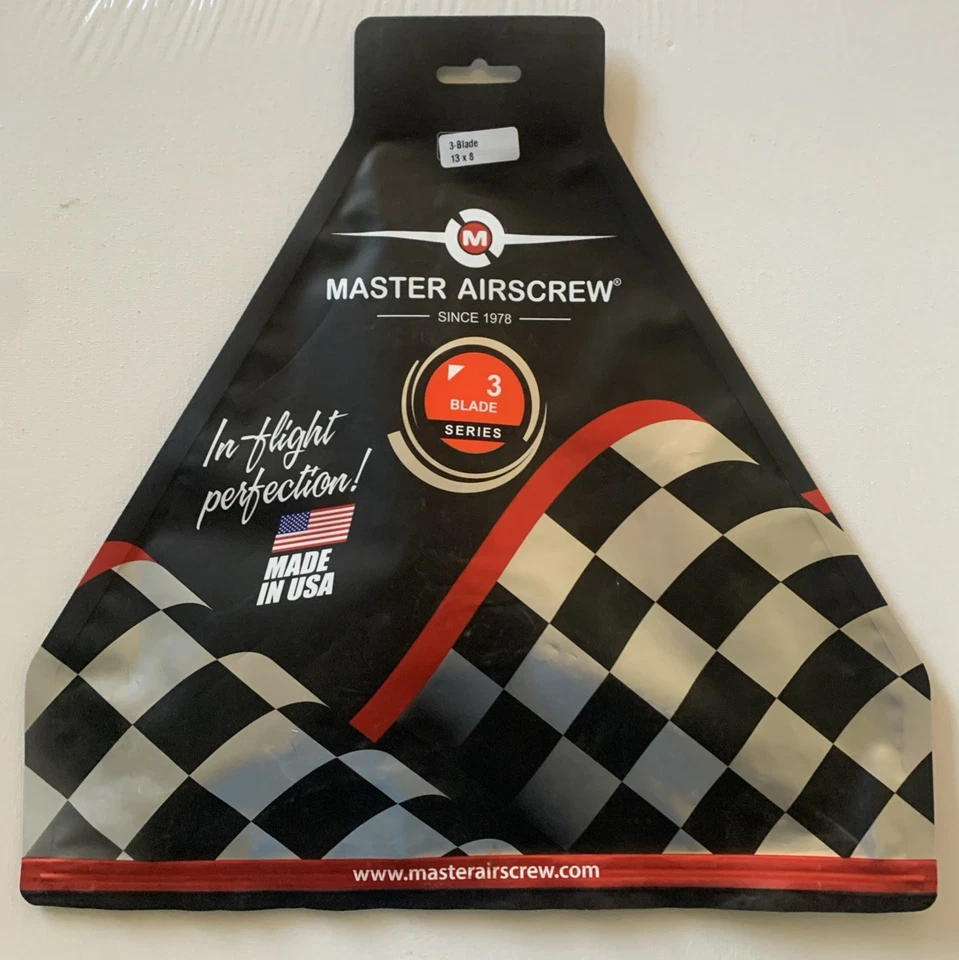 3-Blade
13 x 8
M
MASTER AIRSCREW®
SINCE 1978
3
BLADE
SERIES
In-flight
perfection!
MADE
IN USA
www.masterairscrew.com